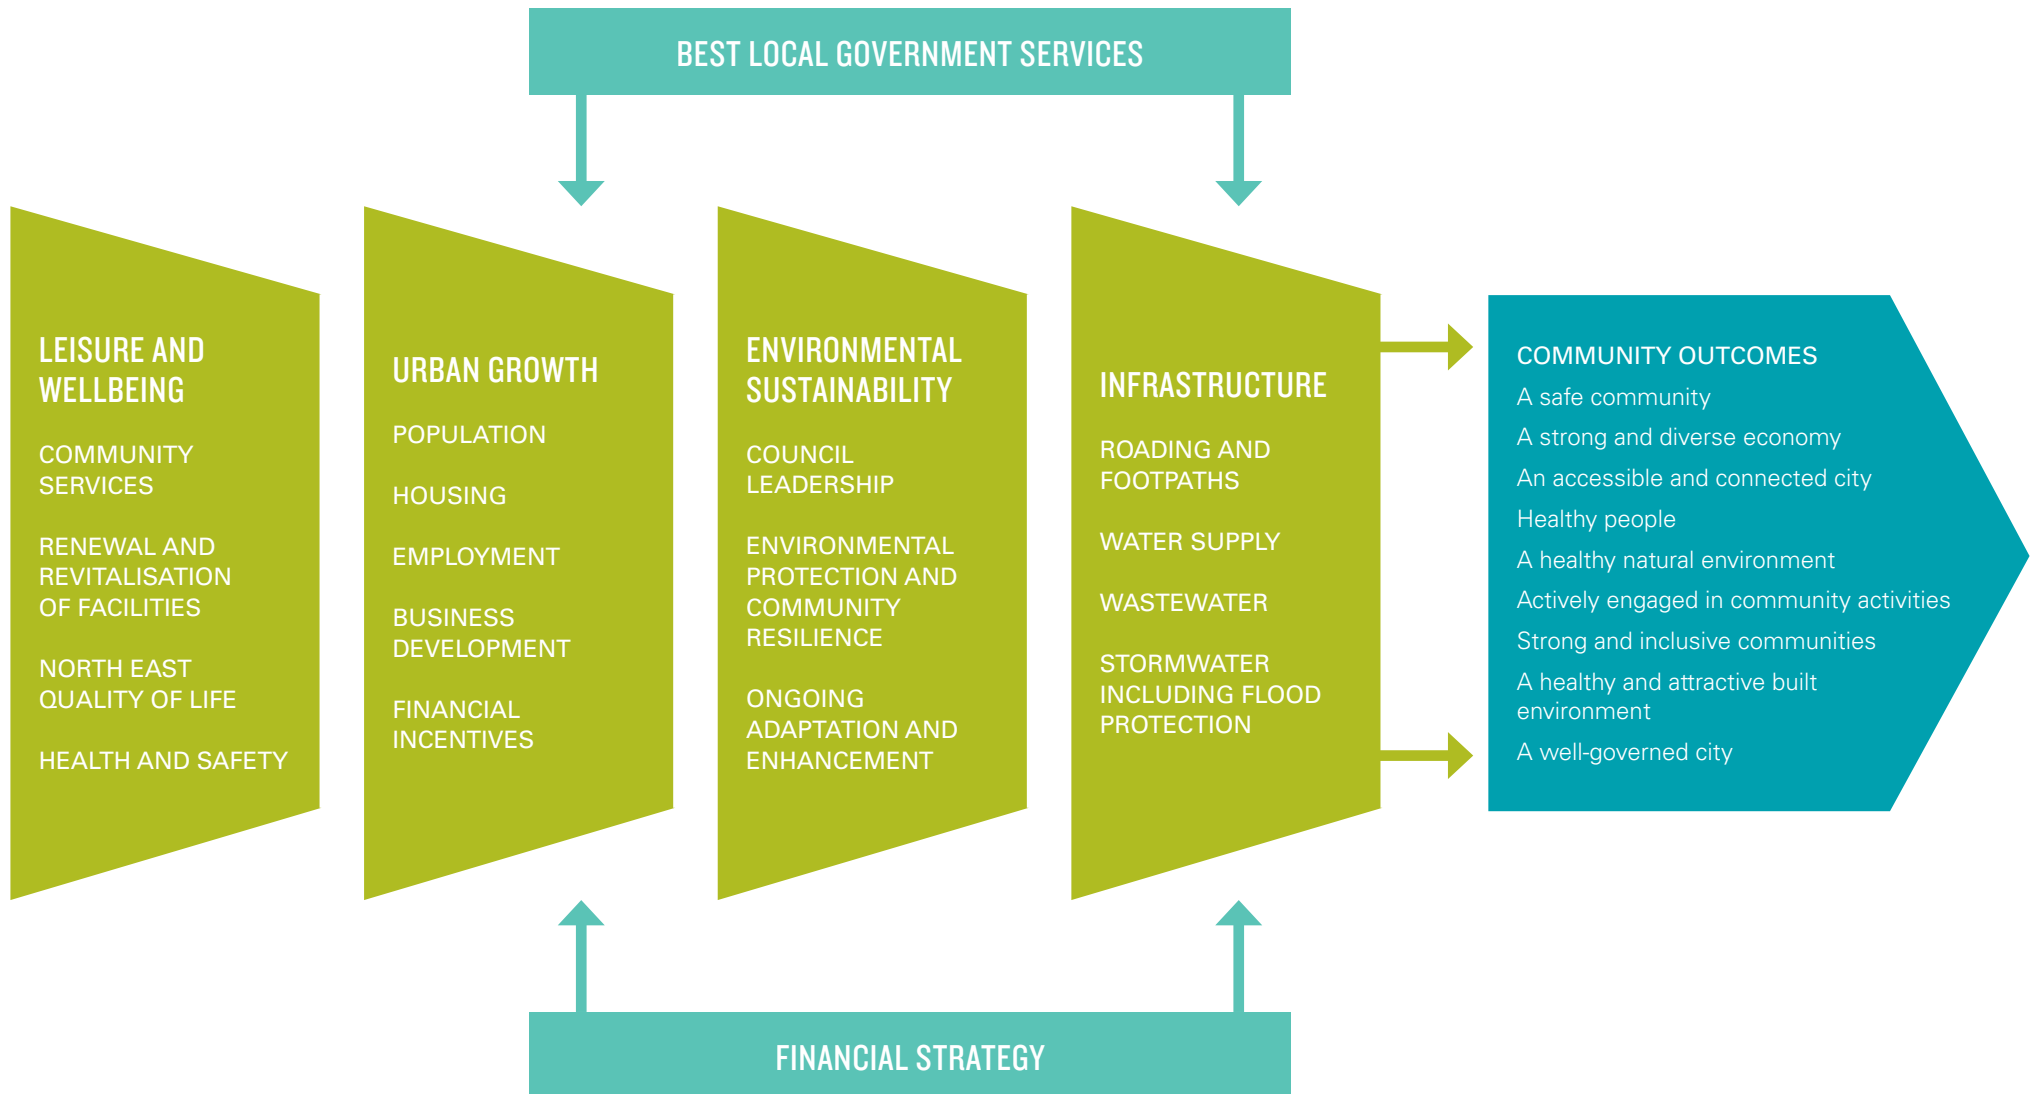 BEST LOCAL GOVERNMENT SERVICES
LEISURE AND
WELLBEING
COMMUNITY
SERVICES
RENEWAL AND
REVITALISATION
OF FACILITIES
NORTH EAST
QUALITY OF LIFE
HEALTH AND SAFETY
URBAN GROWTH
POPULATION
HOUSING
EMPLOYMENT
BUSINESS
DEVELOPMENT
FINANCIAL
INCENTIVES
ENVIRONMENTAL
SUSTAINABILITY
COUNCIL
LEADERSHIP
ENVIRONMENTAL
PROTECTION AND
COMMUNITY
RESILIENCE
ONGOING
ADAPTATION AND
ENHANCEMENT
INFRASTRUCTURE
ROADING AND
FOOTPATHS
WATER SUPPLY
WASTEWATER
STORMWATER
INCLUDING FLOOD
PROTECTION
COMMUNITY OUTCOMES
A safe community
A strong and diverse economy
An accessible and connected city
Healthy people
A healthy natural environment
Actively engaged in community activities
Strong and inclusive communities
A healthy and attractive built
environment
A well-governed city
FINANCIAL STRATEGY